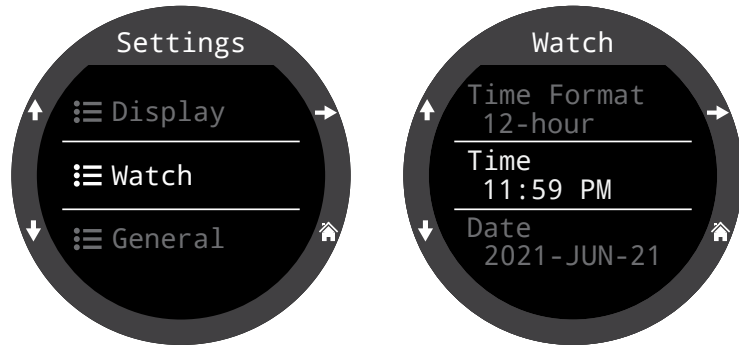 Settings
Display
Watch
General
Watch
Time Format
12-hour
Time
11:59 PM
Date
2021-JUN-21